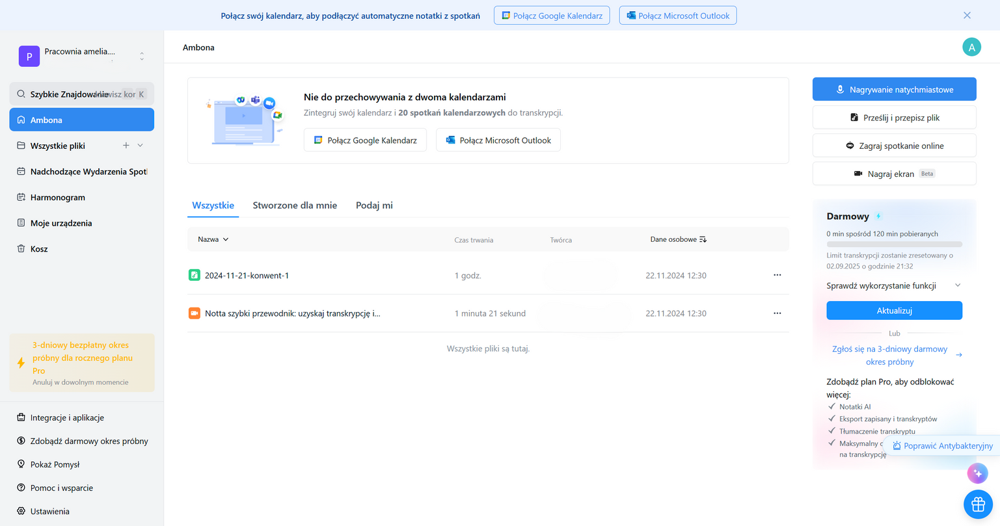 Połącz swój kalendarz, aby podłączyć automatyczne notatki z spotkań
Połącz Google Kalendarz
Połącz Microsoft Outlook
P
Pracownia amelia....
Ambona
A
Szybkie Znajdowanie
K
Ambona
Wszystkie pliki
Nadchodzące Wydarzenia
Harmonogram
Moje urządzenia
Kosz
3-dniowy bezpłatny okres
próbny dla rocznego planu
Pro
Anuluj w dowolnym momencie
Integracje i aplikacje
Zdobądź darmowy okres próbny
Pokaż Pomysł
Pomoc i wsparcie
Ustawienia
Nie do przechowywania z dwoma kalendarzami
Zintegruj swój kalendarz i 20 spotkań kalendarzowych do transkrypcji.
Połącz Google Kalendarz
Połącz Microsoft Outlook
Wszystkie
Stworzone dla mnie
Podaj mi
Nazwa
Czas trwania
Twórca
Dane osobowe
2024-11-21-konwent-1
1 godz.
22.11.2024 12:30
Notta szybki przewodnik: uzyskaj transkrypcję i...
1 minuta 21 sekund
22.11.2024 12:30
Wszystkie pliki są tutaj.
Nagrywanie natychmiastowe
Prześlij i przepisz plik
Zagraj spotkanie online
Nagraj ekran Beta
Darmowy
0 min spośród 120 min pobieranych
Limit transkrypcji zostanie zresetowany o
02.09.2025 o godzinie 21:32
Sprawdź wykorzystanie funkcji
Aktualizuj
Lub
Zgłoś się na 3-dniowy darmowy
okres próbny
Zdobądź plan Pro, aby odblokować
więcej:
Notatki AI
Eksport zapisany i transkryptów
Tłumaczenie transkryptu
Maksymalny
na transkrypcję
Poprawić Antybakteryjny